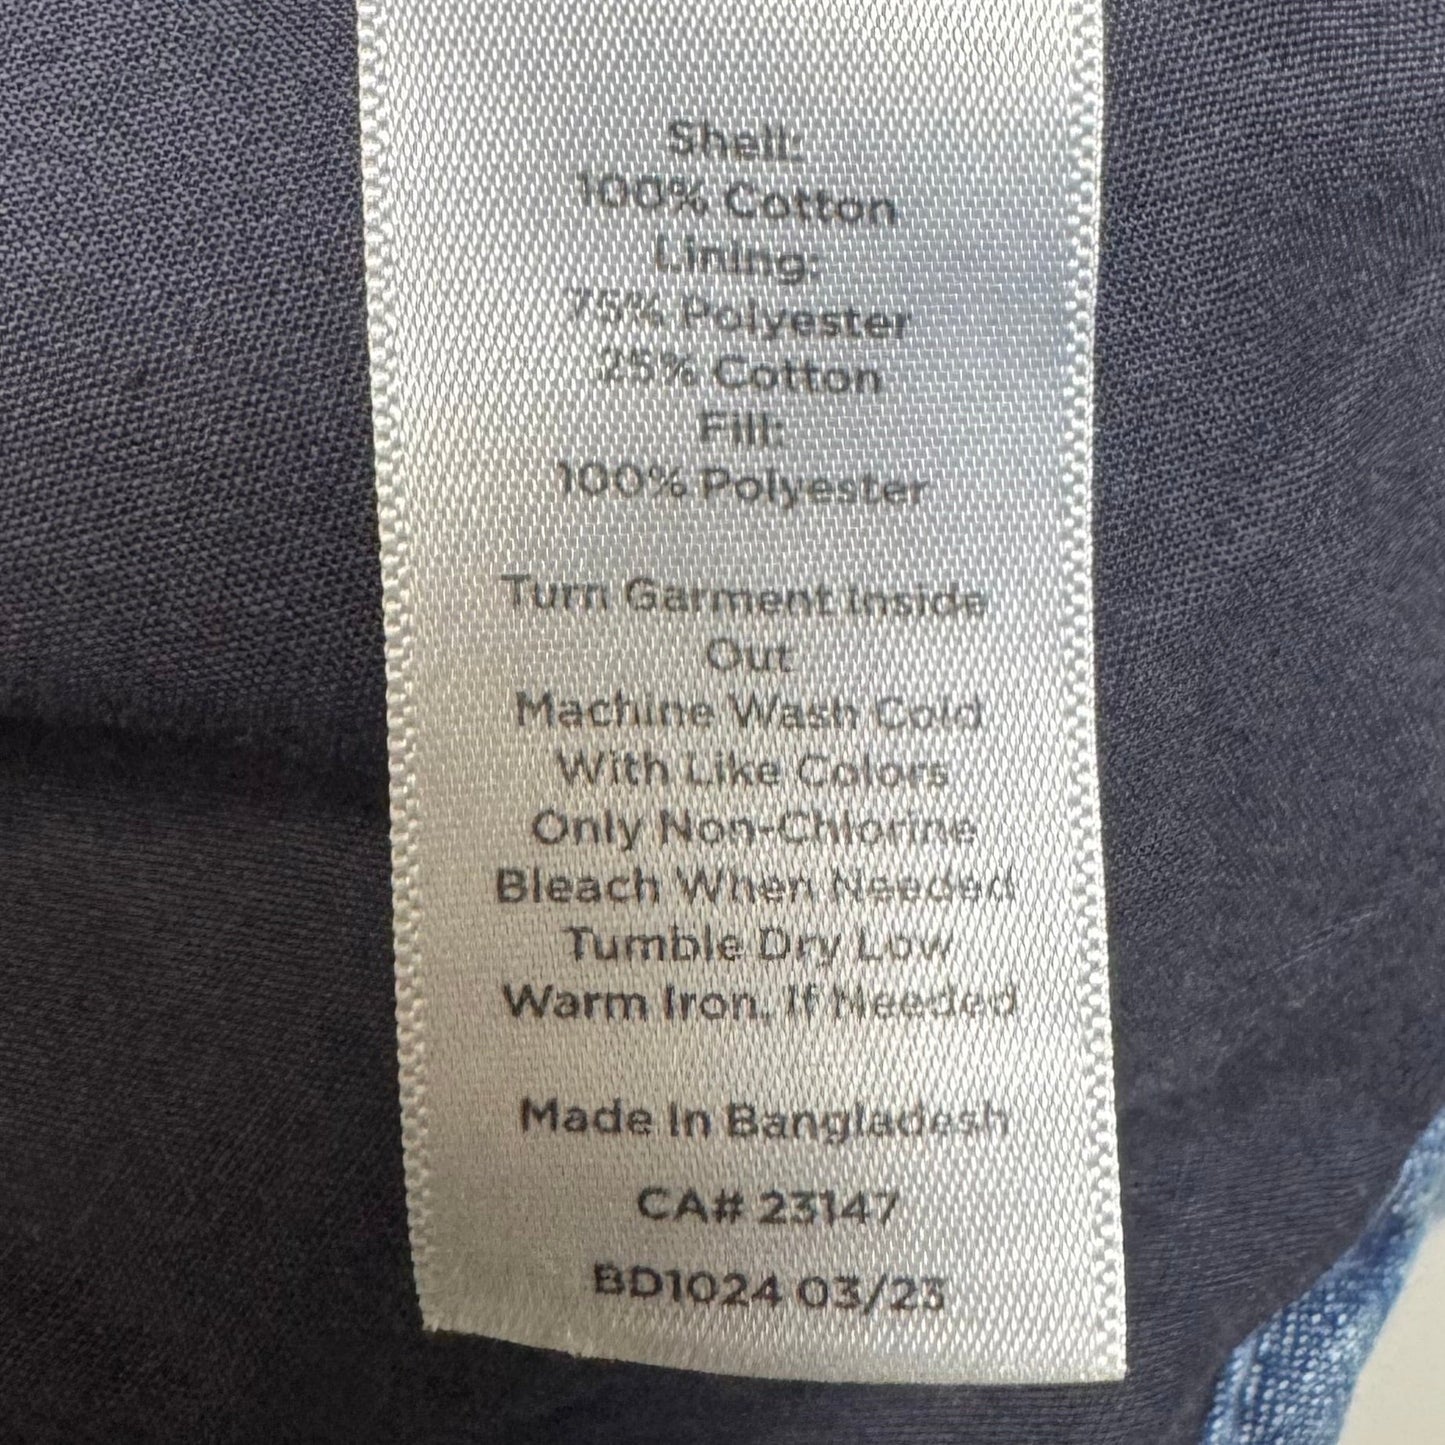 Shell:
100% Cotton
Lining:
75% Polyester
25% Cotton
Fill:
100% Polyester
Turn Garment Inside
Out
Machine Wash Cold
With Like Colors
Only Non-Chlorine
Bleach When Needed
Tumble Dry Low
Warm Iron, If Needed
Made In Bangladesh
CA# 23147
BD1024 03/23